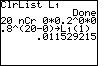 ClrList L₁
Done
20 nCr 0*0.2^0*0
.8^(20-0)→L₁(1)
.011529215